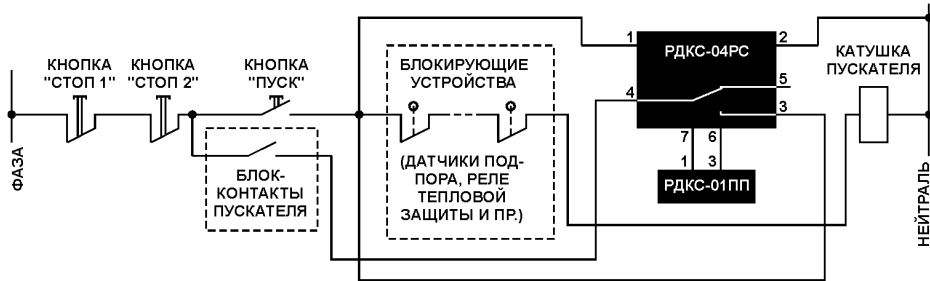 КНОПКА
"СТОП 1"
КНОПКА
"СТОП 2"
КНОПКА
"ПУСК"
БЛОКИРУЮЩИЕ
УСТРОЙСТВА
1
РДКС-04РС
2
КАТУШКА
ПУСКАТЕЛЯ
4
5
3
7
6
1
3
РДКС-01ПП
ФАЗА
БЛОК-
КОНТАКТЫ
ПУСКАТЕЛЯ
(ДАТЧИКИ ПОД-
ПОРА, РЕЛЕ
ТЕПЛОВОЙ
ЗАЩИТЫ И ПР.)
НЕЙТРАЛЬ